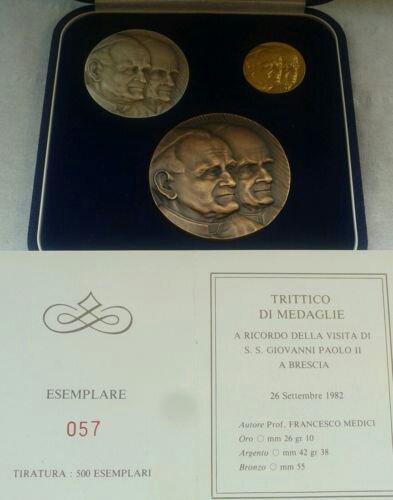 ESEMPLARE
057
TIRATURA : 500 ESEMPLARI
TRITTICO
DI MEDAGLIE
A RICORDO DELLA VISITA DI
S. S. GIOVANNI PAOLO II
A BRESCIA
26 Settembre 1982
Autore Prof. FRANCESCO MEDICI
Oro mm 26 gr 10
Argento mm 42 gr 38
Bronzo mm 55